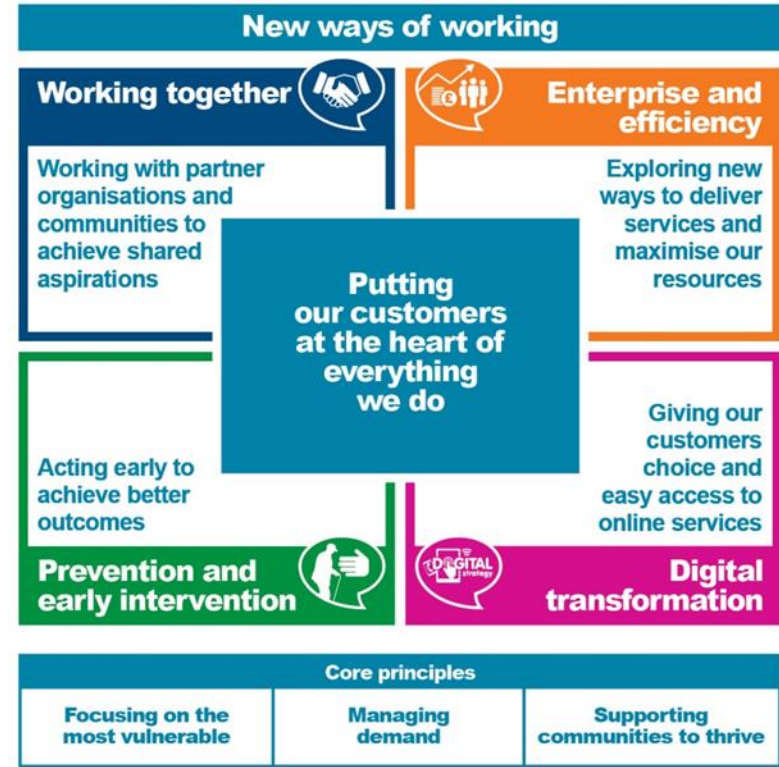 New ways of working
Working together
Working with partner
organisations and
communities to
achieve shared
aspirations
Enterprise and
efficiency
Exploring new
ways to deliver
services and
maximise our
resources
£
Putting
our customers
at the heart of
everything
we do
Acting early to
achieve better
outcomes
Prevention and
early intervention
Giving our
customers
choice and
easy access to
online services
DIGITAL
strategy
Digital
transformation
Core principles
Focusing on the
most vulnerable
Managing
demand
Supporting
communities to thrive